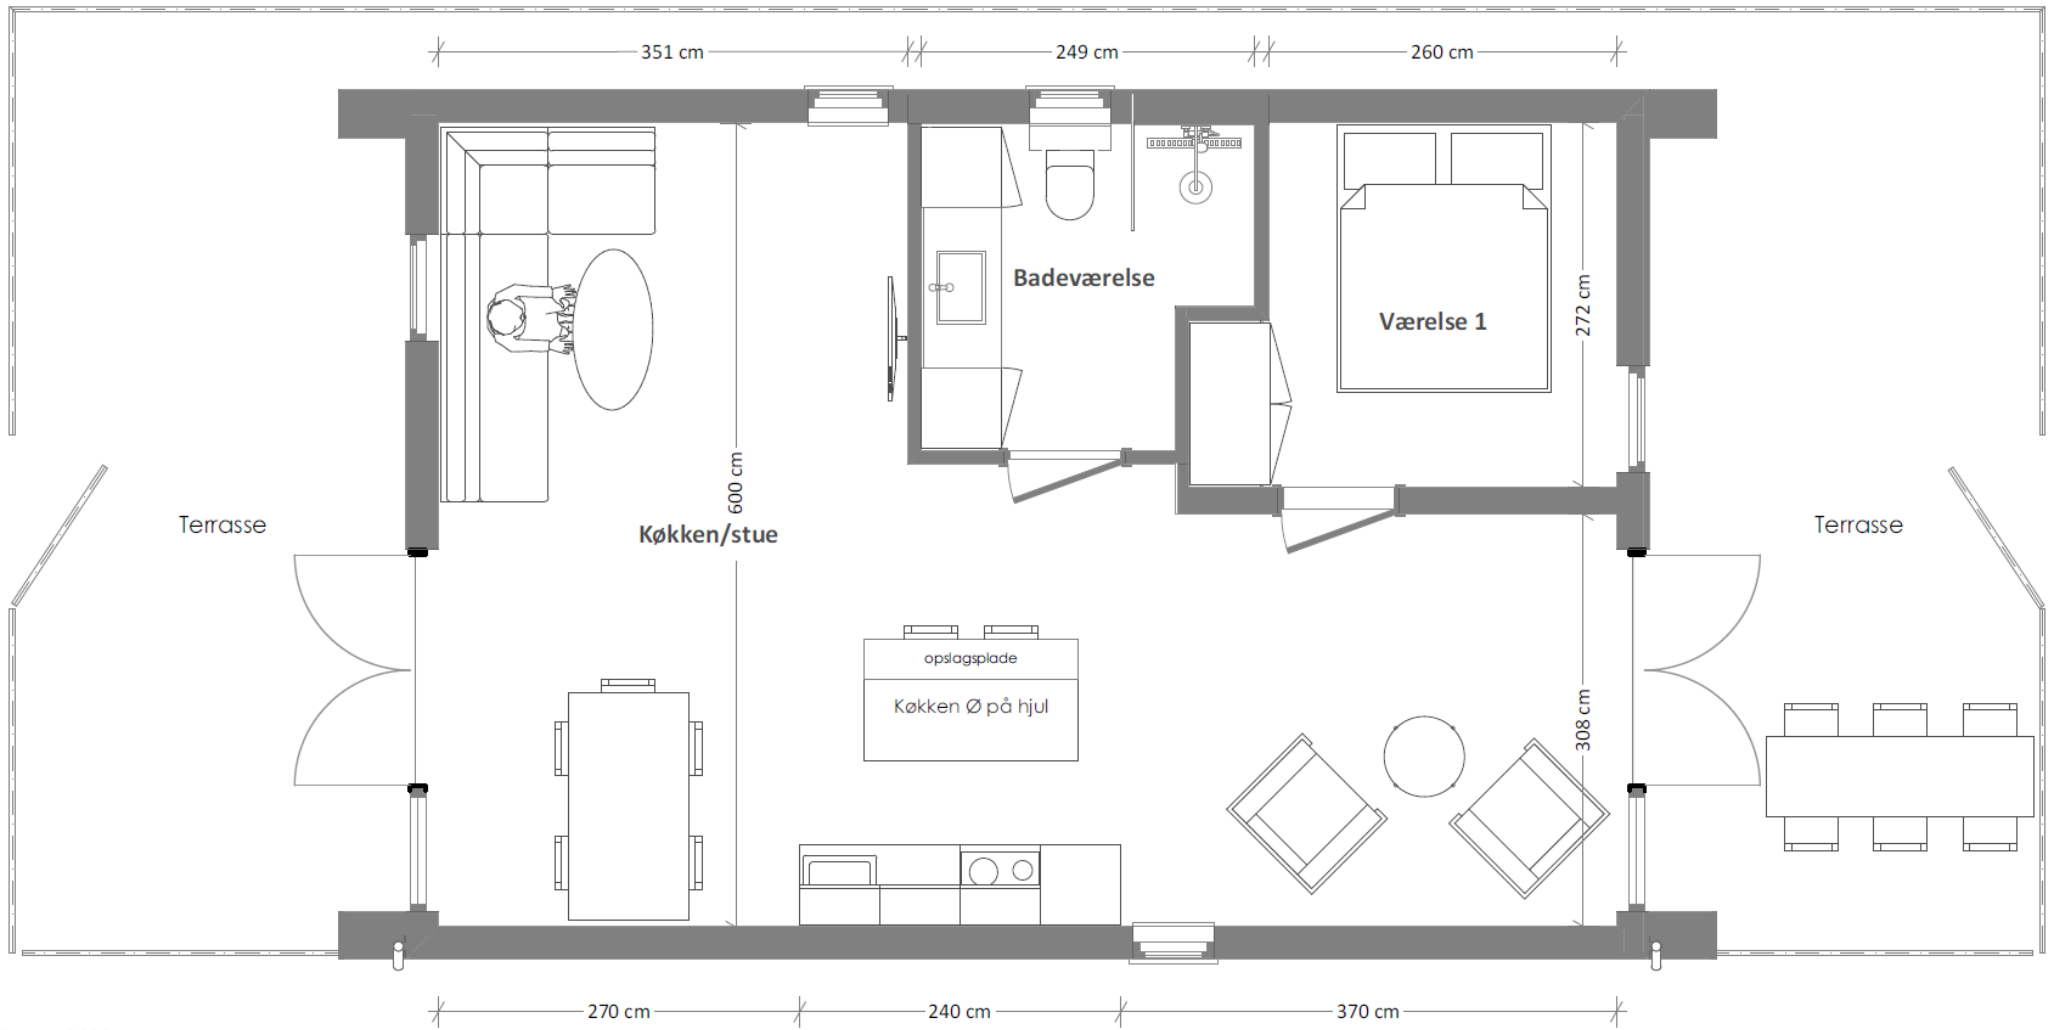 351 cm
249 cm
260 cm
Badeværelse
Værelse 1
272 cm
600 cm
Terrasse
Køkken/stue
Terrasse
opslagsplade
Køkken Ø på hjul
308 cm
270 cm
240 cm
370 cm